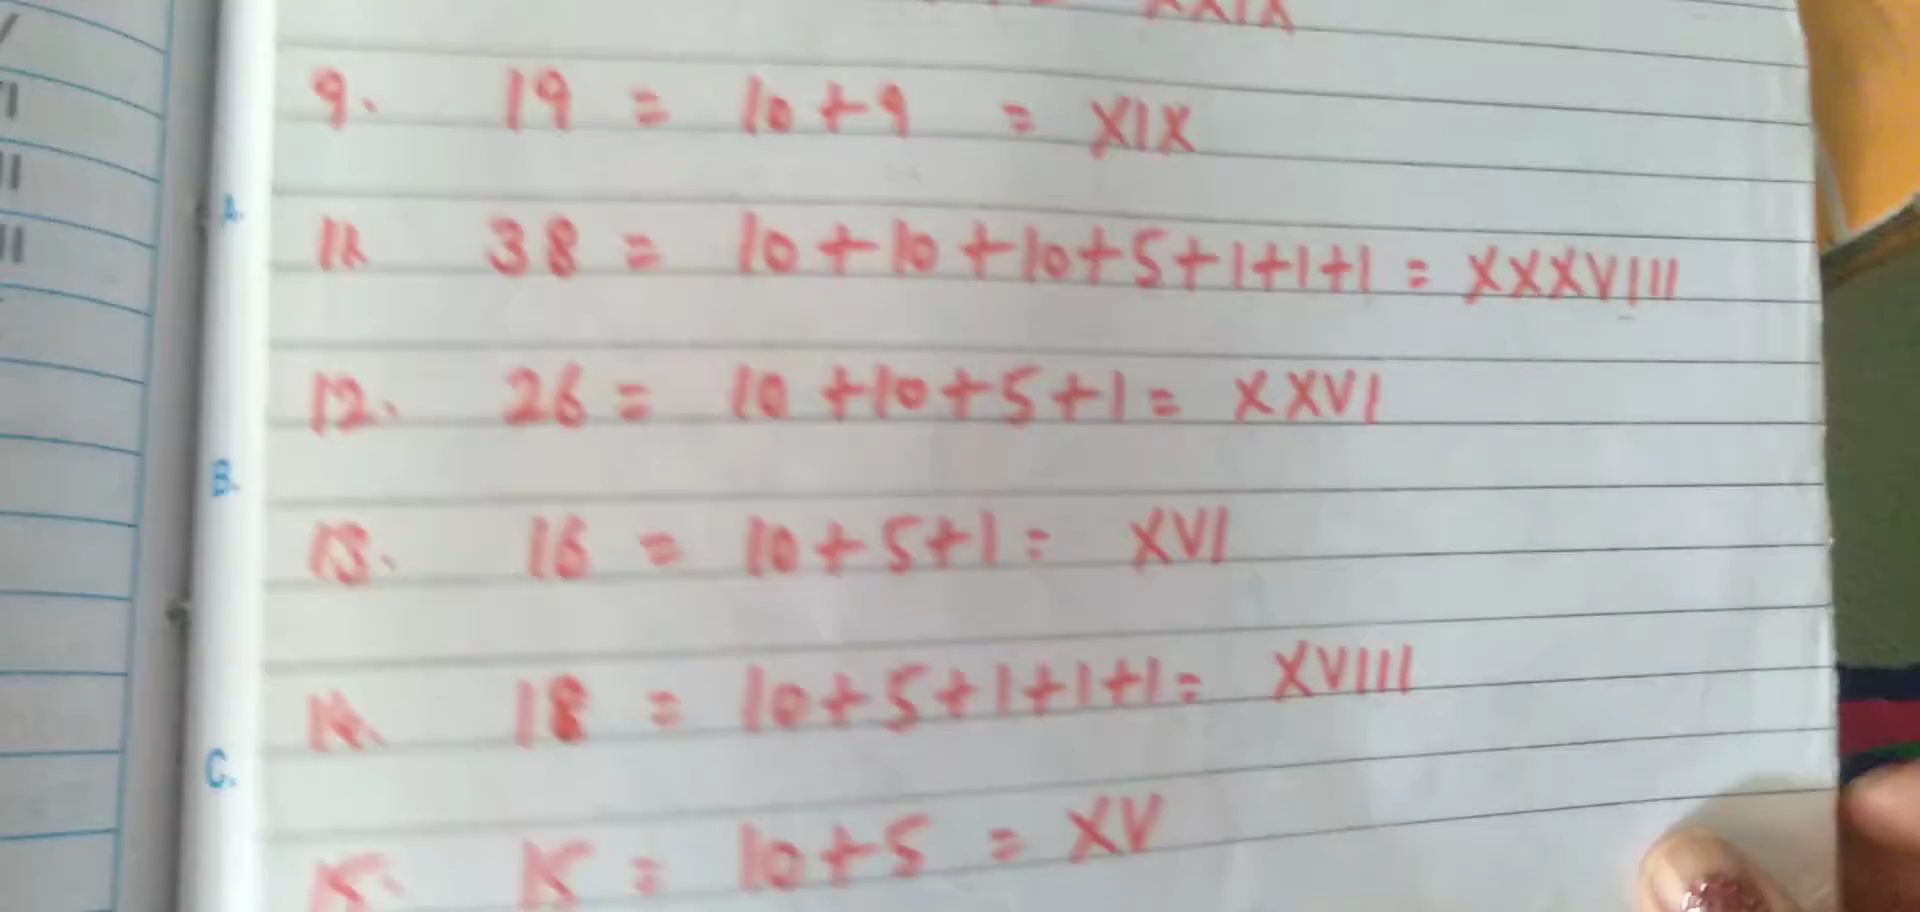 XXIX
9. 19 = 10+9 = XIX
11. 38 = 10+10+10+5+1+1+1 = XXXVIII
12. 26 = 10+10+5+1= XXVI
13. 16 = 10+5+1= XVI
14. 18 = 10+5+1+1+1= XVIII
15. 15 = 10+5 = XV
A.
B.
C.